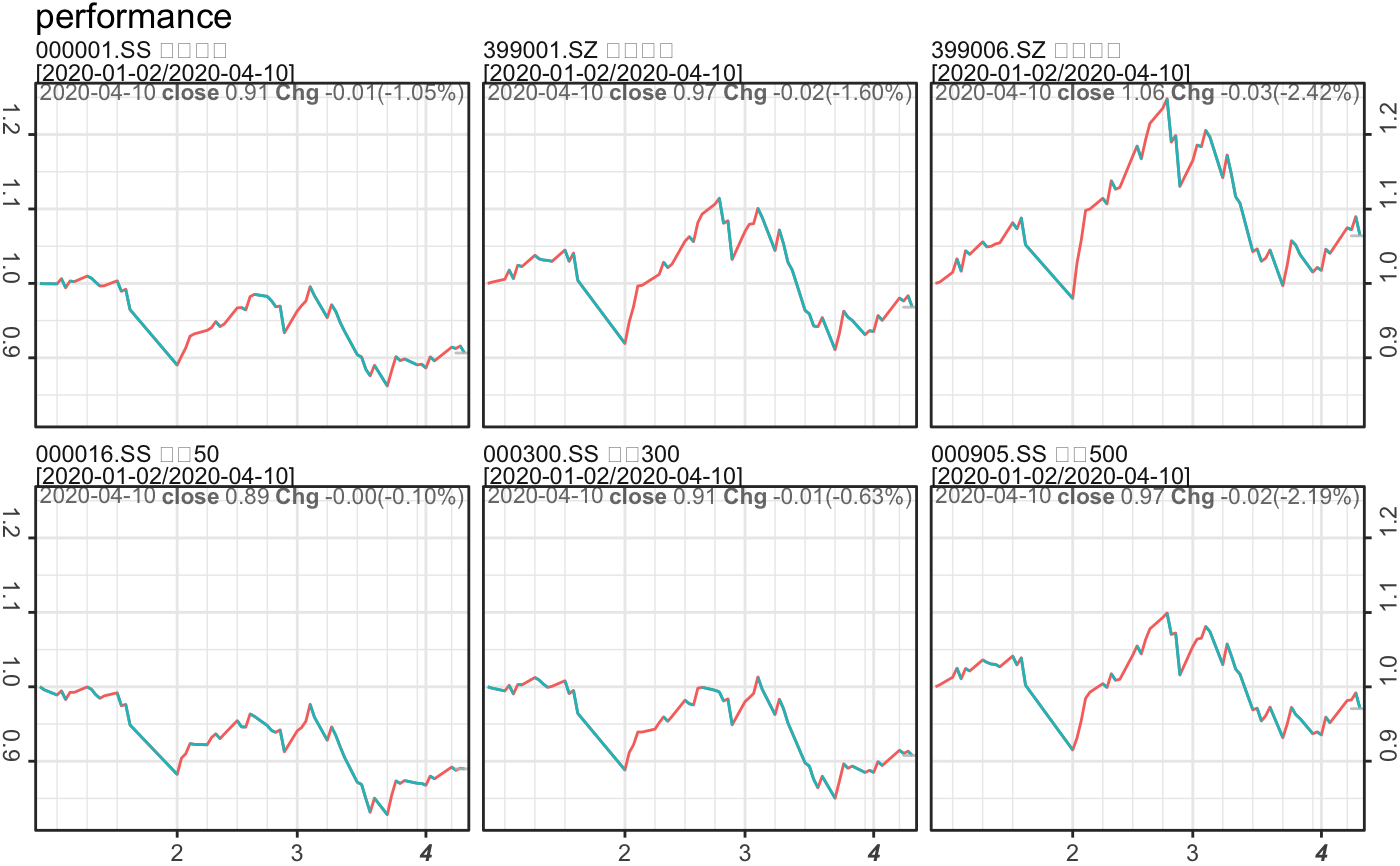 performance
000001.SS □□□□
[2020-01-02/2020-04-10]
2020-04-10 close 0.91 Chg -0.01(-1.05%)
399001.SZ □□□□
[2020-01-02/2020-04-10]
2020-04-10 close 0.97 Chg -0.02(-1.60%)
399006.SZ □□□□
[2020-01-02/2020-04-10]
2020-04-10 close 1.06 Chg -0.03(-2.42%)
1.2
1.1
1.0
0.9
1.2
1.1
1.0
0.9
000016.SS □□50
[2020-01-02/2020-04-10]
2020-04-10 close 0.89 Chg -0.00(-0.10%)
000300.SS □□300
[2020-01-02/2020-04-10]
2020-04-10 close 0.91 Chg -0.01(-0.63%)
000905.SS □□500
[2020-01-02/2020-04-10]
2020-04-10 close 0.97 Chg -0.02(-2.19%)
1.2
1.1
1.0
0.9
1.2
1.1
1.0
0.9
2 3 4
2 3 4
2 3 4